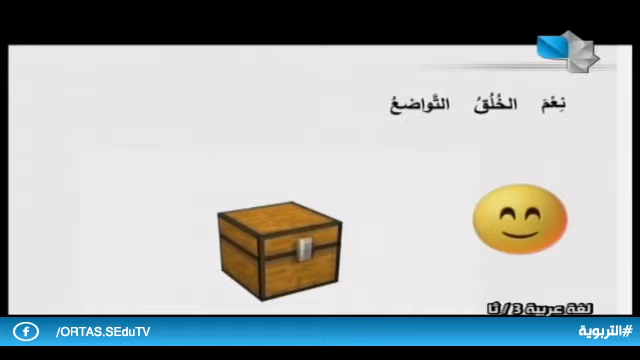 نِعْمَ الخُلُقُ التَّواضعُ
لغة عربية 3/ ثا
/ORTAS.SEduTV
#التربوية